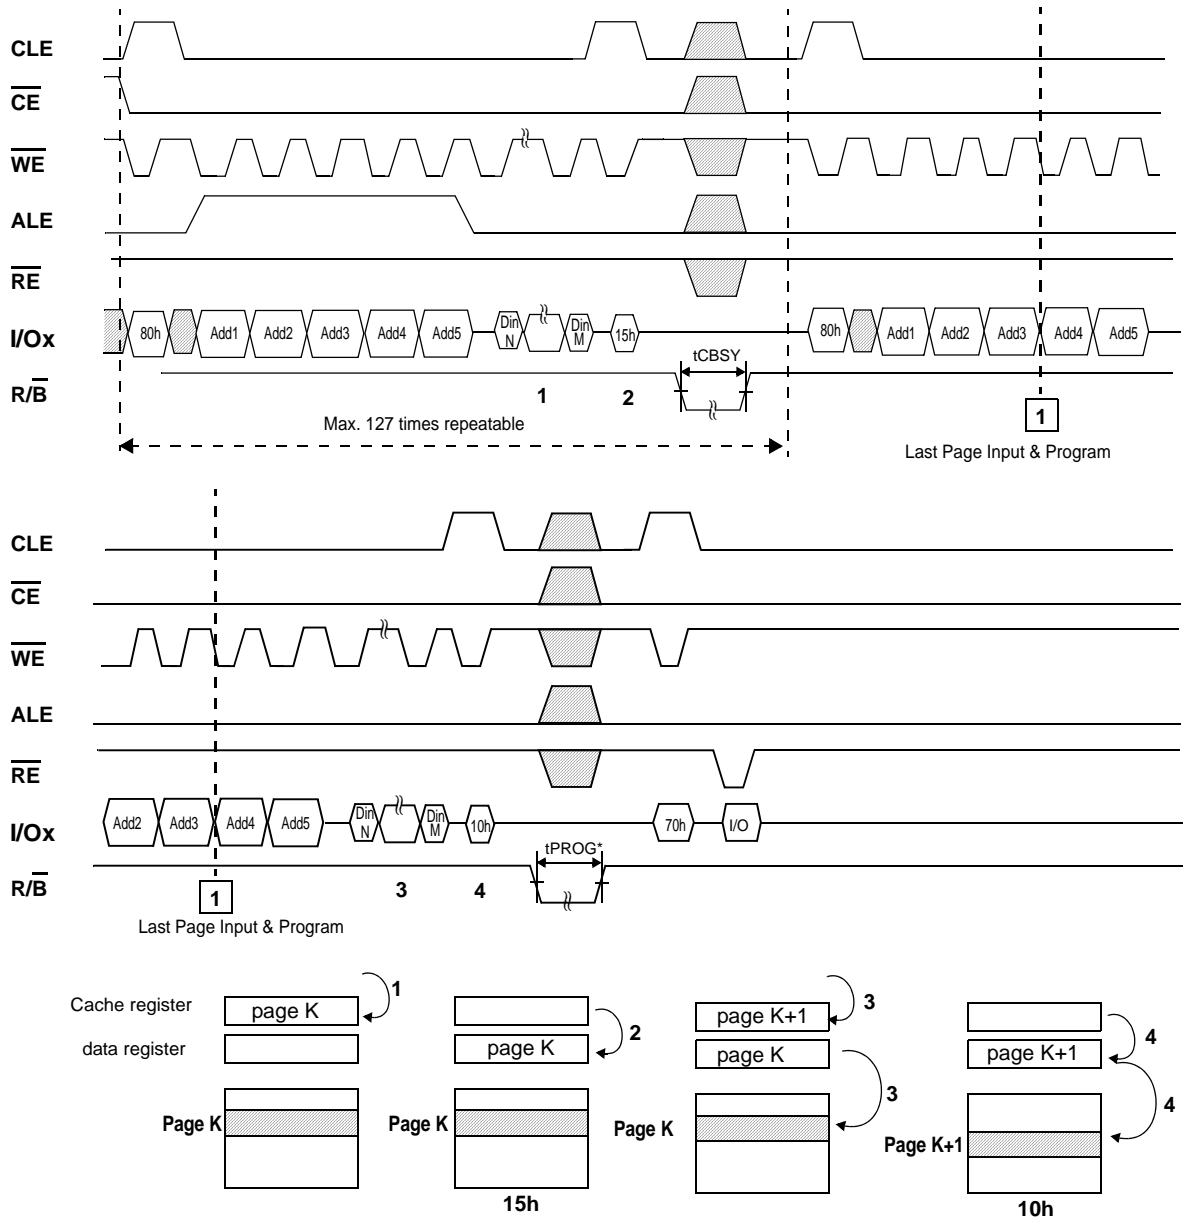 CLE
CE
WE
ALE
RE
I/Ox 80h Add1 Add2 Add3 Add4 Add5 Din N Din M 15h 80h Add1 Add2 Add3 Add4 Add5
tCBSY
R/B 1 2
1
Max. 127 times repeatable
Last Page Input & Program
CLE
CE
WE
ALE
RE
I/Ox Add2 Add3 Add4 Add5 Din N Din M 10h 70h I/O
tPROG*
R/B 1 3 4
Last Page Input & Program
Cache register page K 1 page K+1 3
data register page K 2 page K page K+1 4
3 4
Page K Page K Page K Page K+1
15h 10h